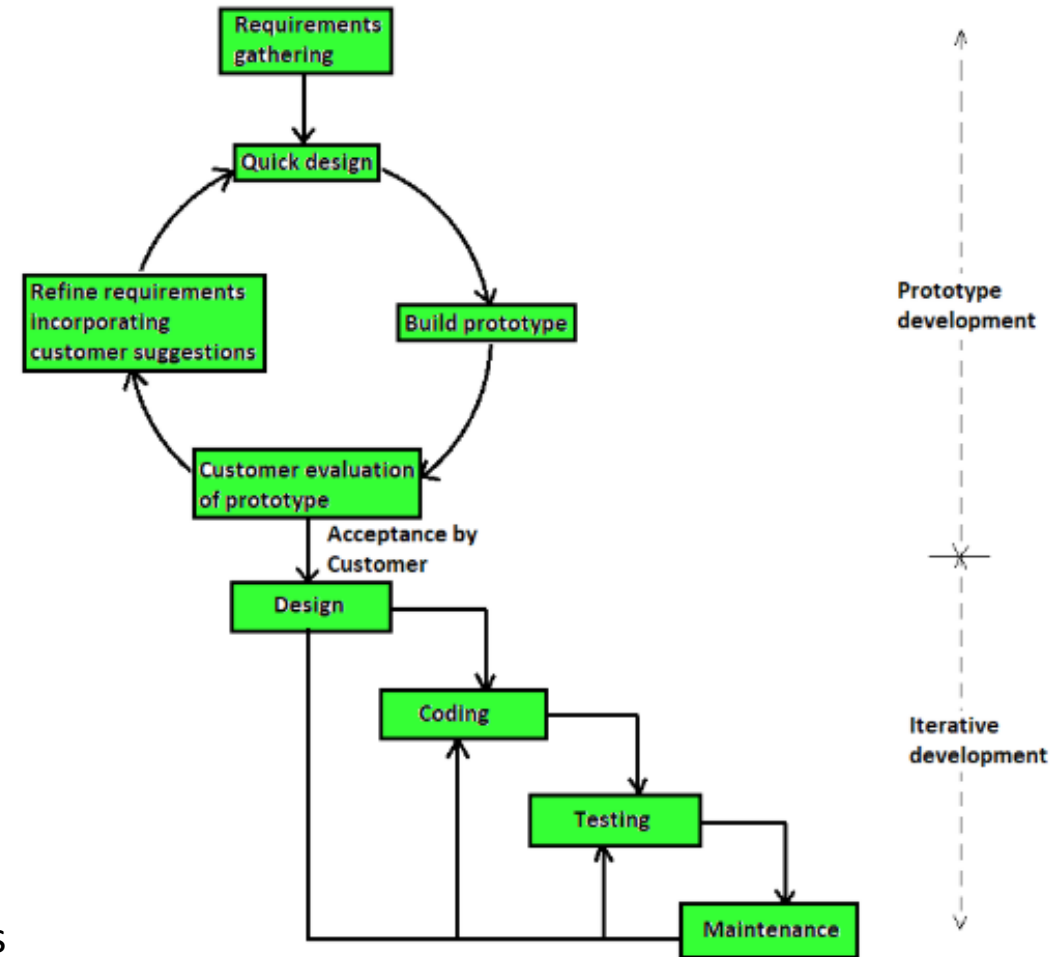 Requirements
gathering
Quick design
Refine requirements
incorporating
customer suggestions
Build prototype
Prototype
development
Customer evaluation
of prototype
Acceptance by
Customer
Design
Coding
Iterative
development
Testing
Maintenance
s